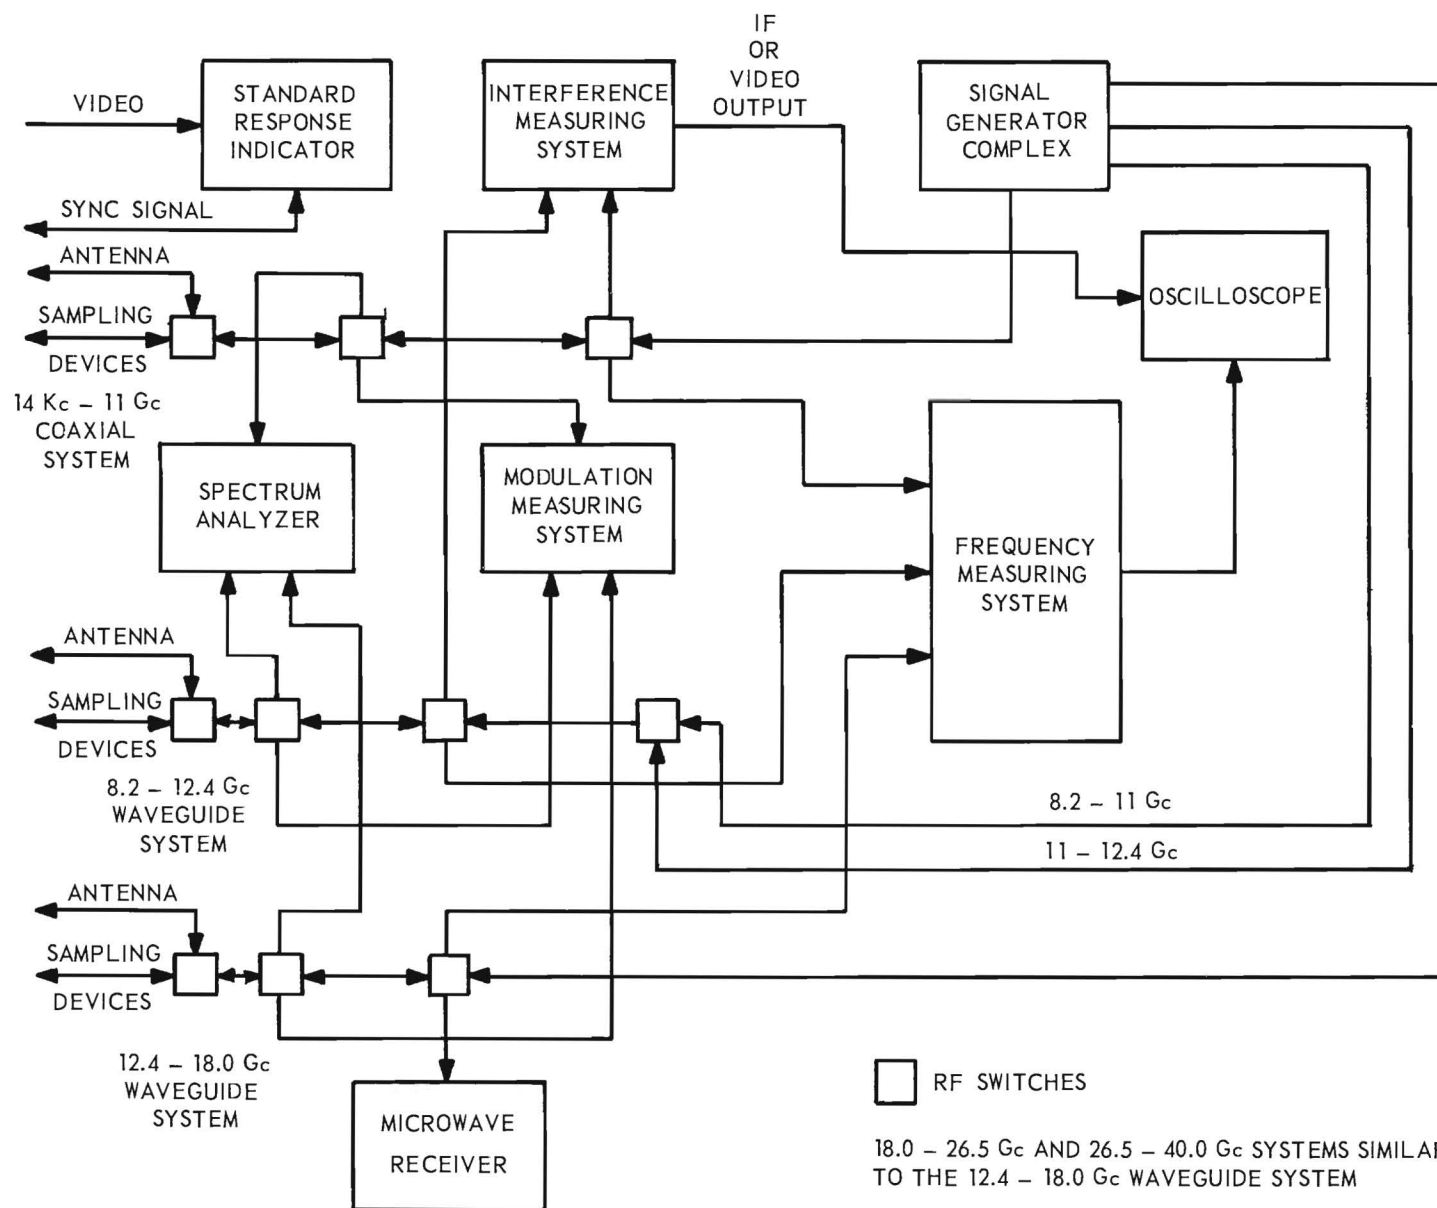 IF
OR
VIDEO
OUTPUT
VIDEO
STANDARD
RESPONSE
INDICATOR
INTERFERENCE
MEASURING
SYSTEM
SIGNAL
GENERATOR
COMPLEX
SYNC SIGNAL
ANTENNA
SAMPLING
DEVICES
14 Kc – 11 Gc
COAXIAL
SYSTEM
OSCILLOSCOPE
SPECTRUM
ANALYZER
MODULATION
MEASURING
SYSTEM
FREQUENCY
MEASURING
SYSTEM
ANTENNA
SAMPLING
DEVICES
8.2 – 12.4 Gc
WAVEGUIDE
SYSTEM
8.2 – 11 Gc
11 – 12.4 Gc
ANTENNA
SAMPLING
DEVICES
12.4 – 18.0 Gc
WAVEGUIDE
SYSTEM
MICROWAVE
RECEIVER
RF SWITCHES
18.0 – 26.5 Gc AND 26.5 – 40.0 Gc SYSTEMS SIMILAR
TO THE 12.4 – 18.0 Gc WAVEGUIDE SYSTEM